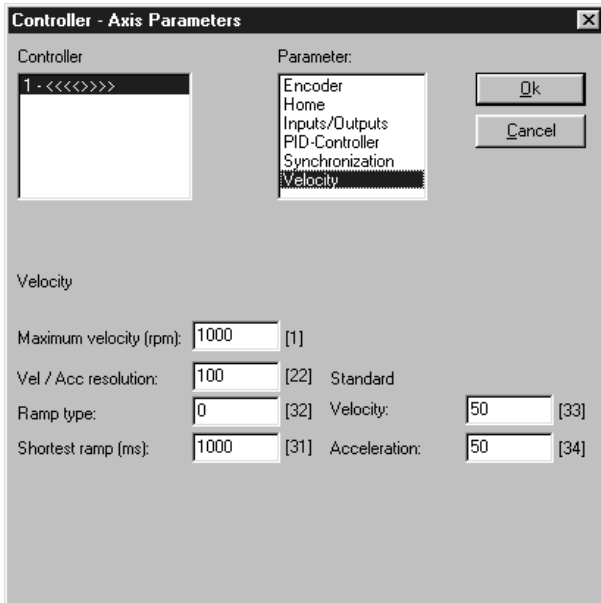 Controller - Axis Parameters
Controller
Parameter:
1 - <<<<>>>>
Encoder
Home
Inputs/Outputs
PID-Controller
Synchronization
Velocity
Ok
Cancel
Velocity
Maximum velocity (rpm): 1000 [1]
Vel / Acc resolution: 100 [22] Standard
Ramp type: 0 [32] Velocity: 50 [33]
Shortest ramp (ms): 1000 [31] Acceleration: 50 [34]